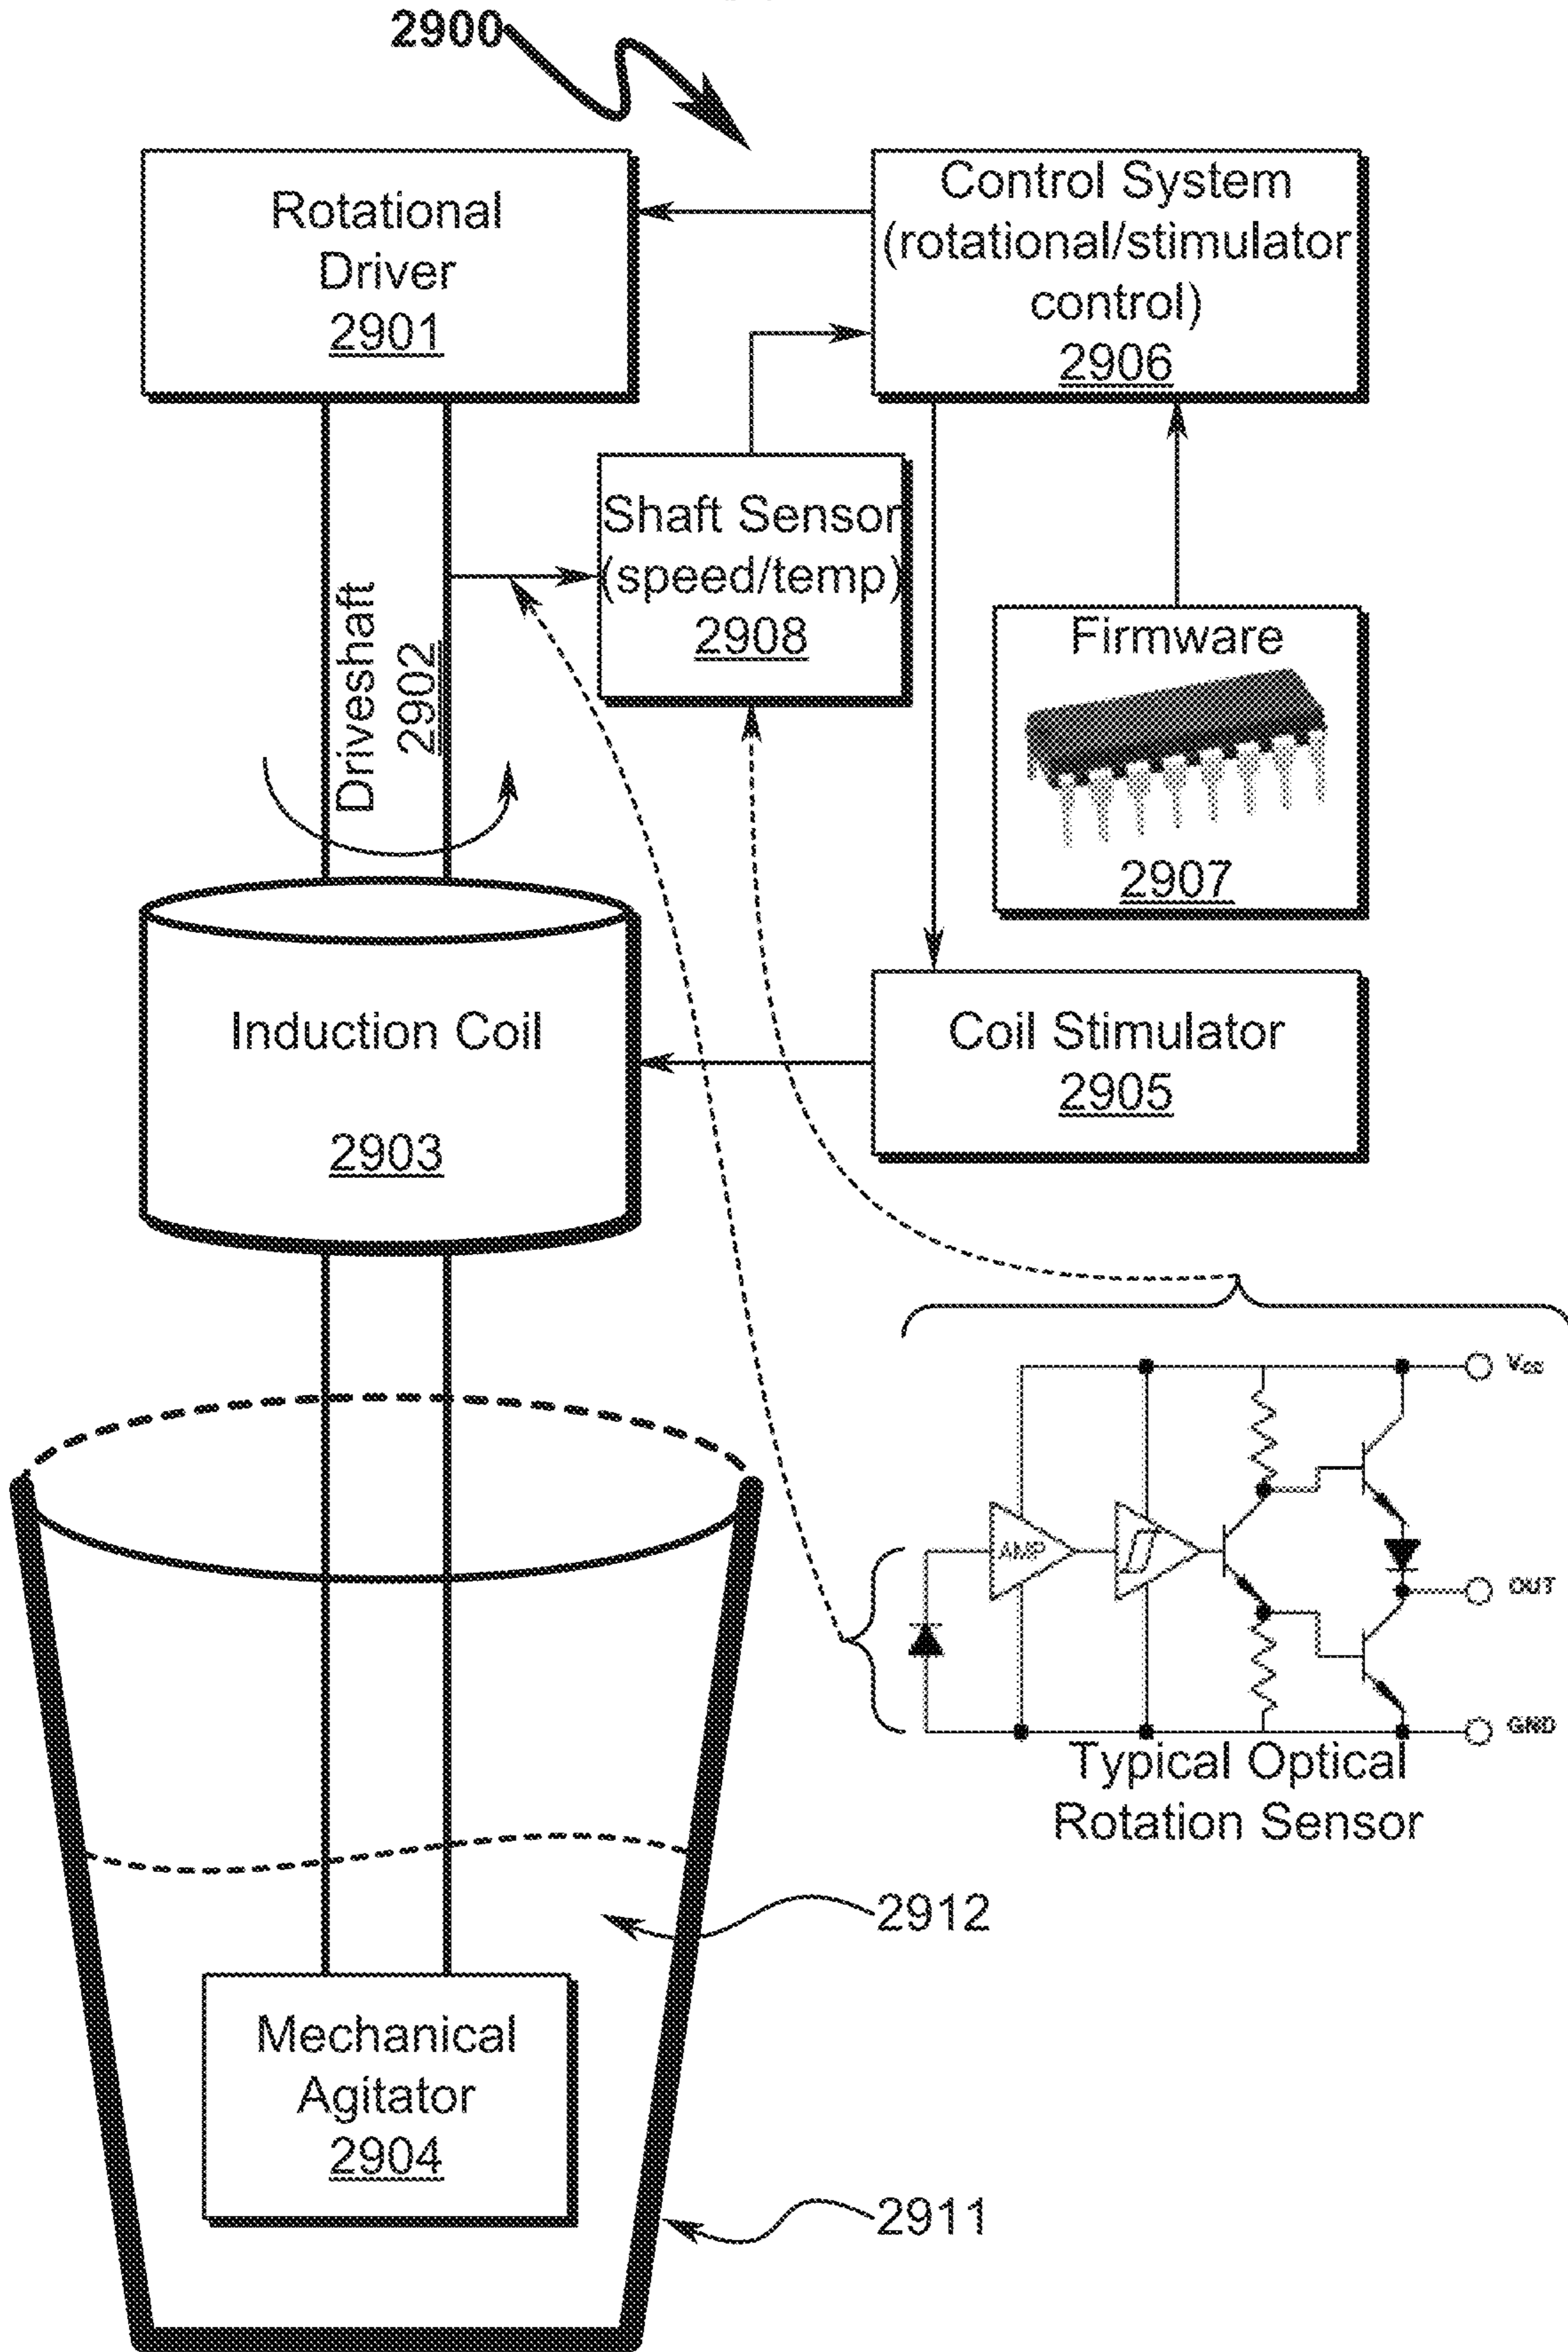 2900
Rotational
Driver
2901
Control System
(rotational/stimulator
control)
2906
Shaft Sensor
(speed/temp)
2908
Driveshaft
2902
Firmware
2907
Induction Coil
2903
Coil Stimulator
2905
Vcc
AMP
OUT
GND
Typical Optical
Rotation Sensor
2912
Mechanical
Agitator
2904
2911